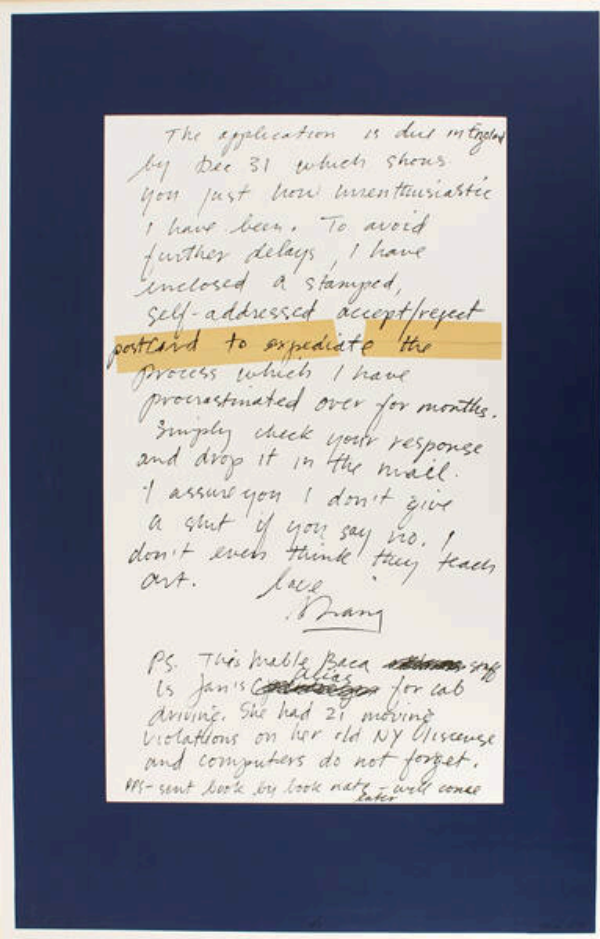 The application is due in England
by Dec 31 which shows
you just how unenthusiastic
I have been. To avoid
further delays, I have
enclosed a stamped,
self-addressed accept/reject
postcard to expediate the
process which I have
procrastinated over for months.
Simply check your response
and drop it in the mail.
I assure you I don't give
a shit if you say no. I
don't even think they teach
art.
love
PS. This Mable Baca stuff
is Jan's alias for cab
driving. She had 21 moving
violations on her old NY liscense
and computers do not forget.
PPS - sent book by book rate - will come
later